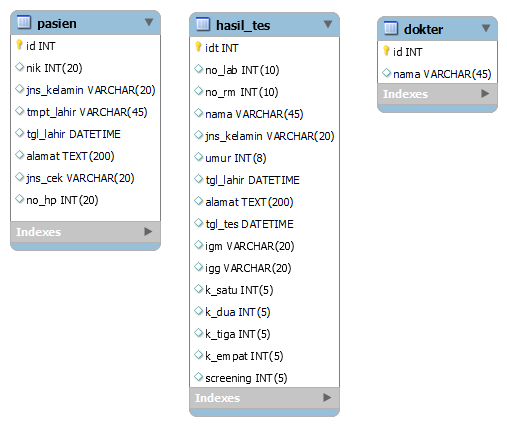 pasien
id INT
nik INT(20)
jns_kelamin VARCHAR(20)
tmpt_lahir VARCHAR(45)
tgl_lahir DATETIME
alamat TEXT(200)
jns_cek VARCHAR(20)
no_hp INT(20)
Indexes
hasil_tes
idt INT
no_lab INT(10)
no_rm INT(10)
nama VARCHAR(45)
jns_kelamin VARCHAR(20)
umur INT(8)
tgl_lahir DATETIME
alamat TEXT(200)
tgl_tes DATETIME
igm VARCHAR(20)
igg VARCHAR(20)
k_satu INT(5)
k_dua INT(5)
k_tiga INT(5)
k_empat INT(5)
screening INT(5)
Indexes
dokter
id INT
nama VARCHAR(45)
Indexes